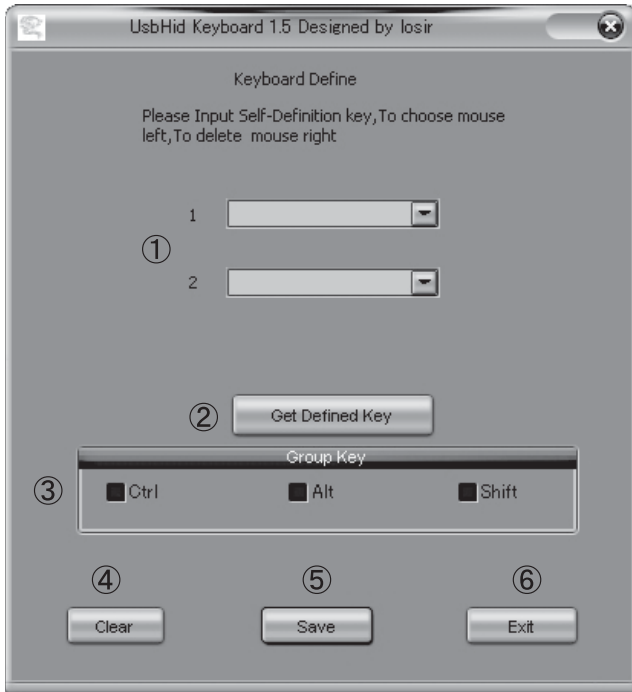 UsbHid Keyboard 1.5 Designed by losir
Keyboard Define
Please Input Self-Definition key,To choose mouse
left,To delete mouse right
1
①
2
② Get Defined Key
Group Key
③ Ctrl Alt Shift
④ ⑤ ⑥
Clear Save Exit